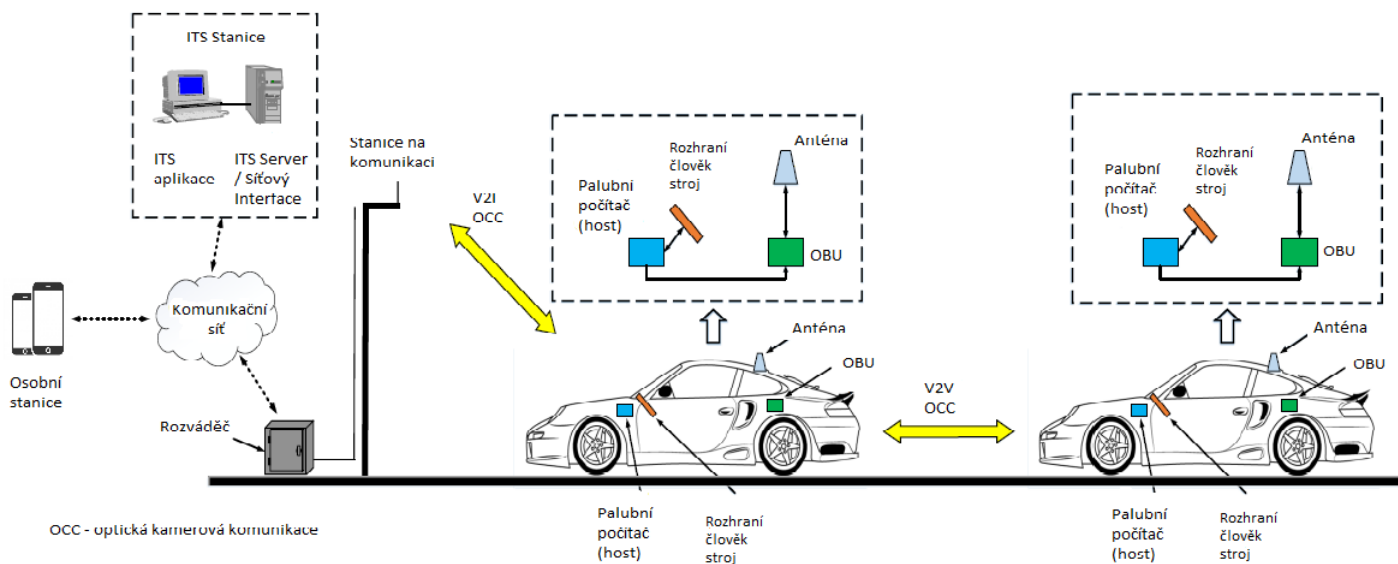 ITS Stanice
ITS
aplikace
ITS Server
/ Síťový
Interface
Stanice na
komunikaci
V2I
OCC
Palubní
počítač
(host)
Rozhraní
člověk
stroj
Anténa
OBU
Palubní
počítač
(host)
Rozhraní
člověk
stroj
Anténa
OBU
Komunikační
síť
Osobní
stanice
Rozváděč
Anténa
OBU
V2V
OCC
Anténa
OBU
Palubní
počítač
(host)
Rozhraní
člověk
stroj
Palubní
počítač
(host)
Rozhraní
člověk
stroj
OCC - optická kamerová komunikace